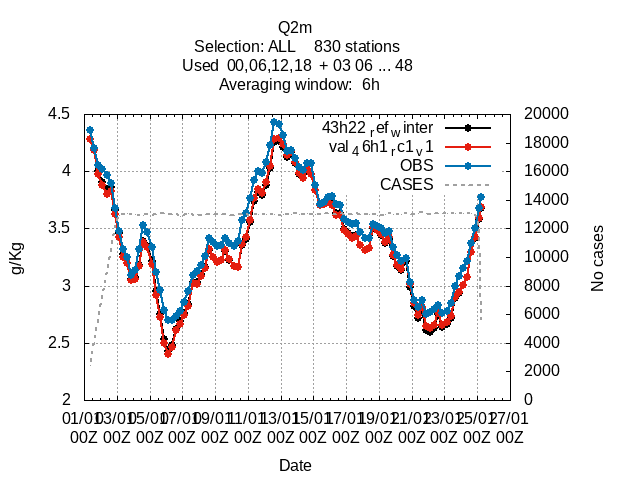 Q2m
Selection: ALL 830 stations
Used 00,06,12,18 + 03 06 ... 48
Averaging window: 6h
43h22 refwinter
val46h1rc1v1
OBS
CASES
g/Kg
4.5
4
3.5
3
2.5
2
20000
18000
16000
14000
12000
10000
8000
6000
4000
2000
0
No cases
01/01 03/01 05/01 07/01 09/01 11/01 13/01 15/01 17/01 19/01 21/01 23/01 25/01 27/01
00Z 00Z 00Z 00Z 00Z 00Z 00Z 00Z 00Z 00Z 00Z 00Z 00Z 00Z
Date